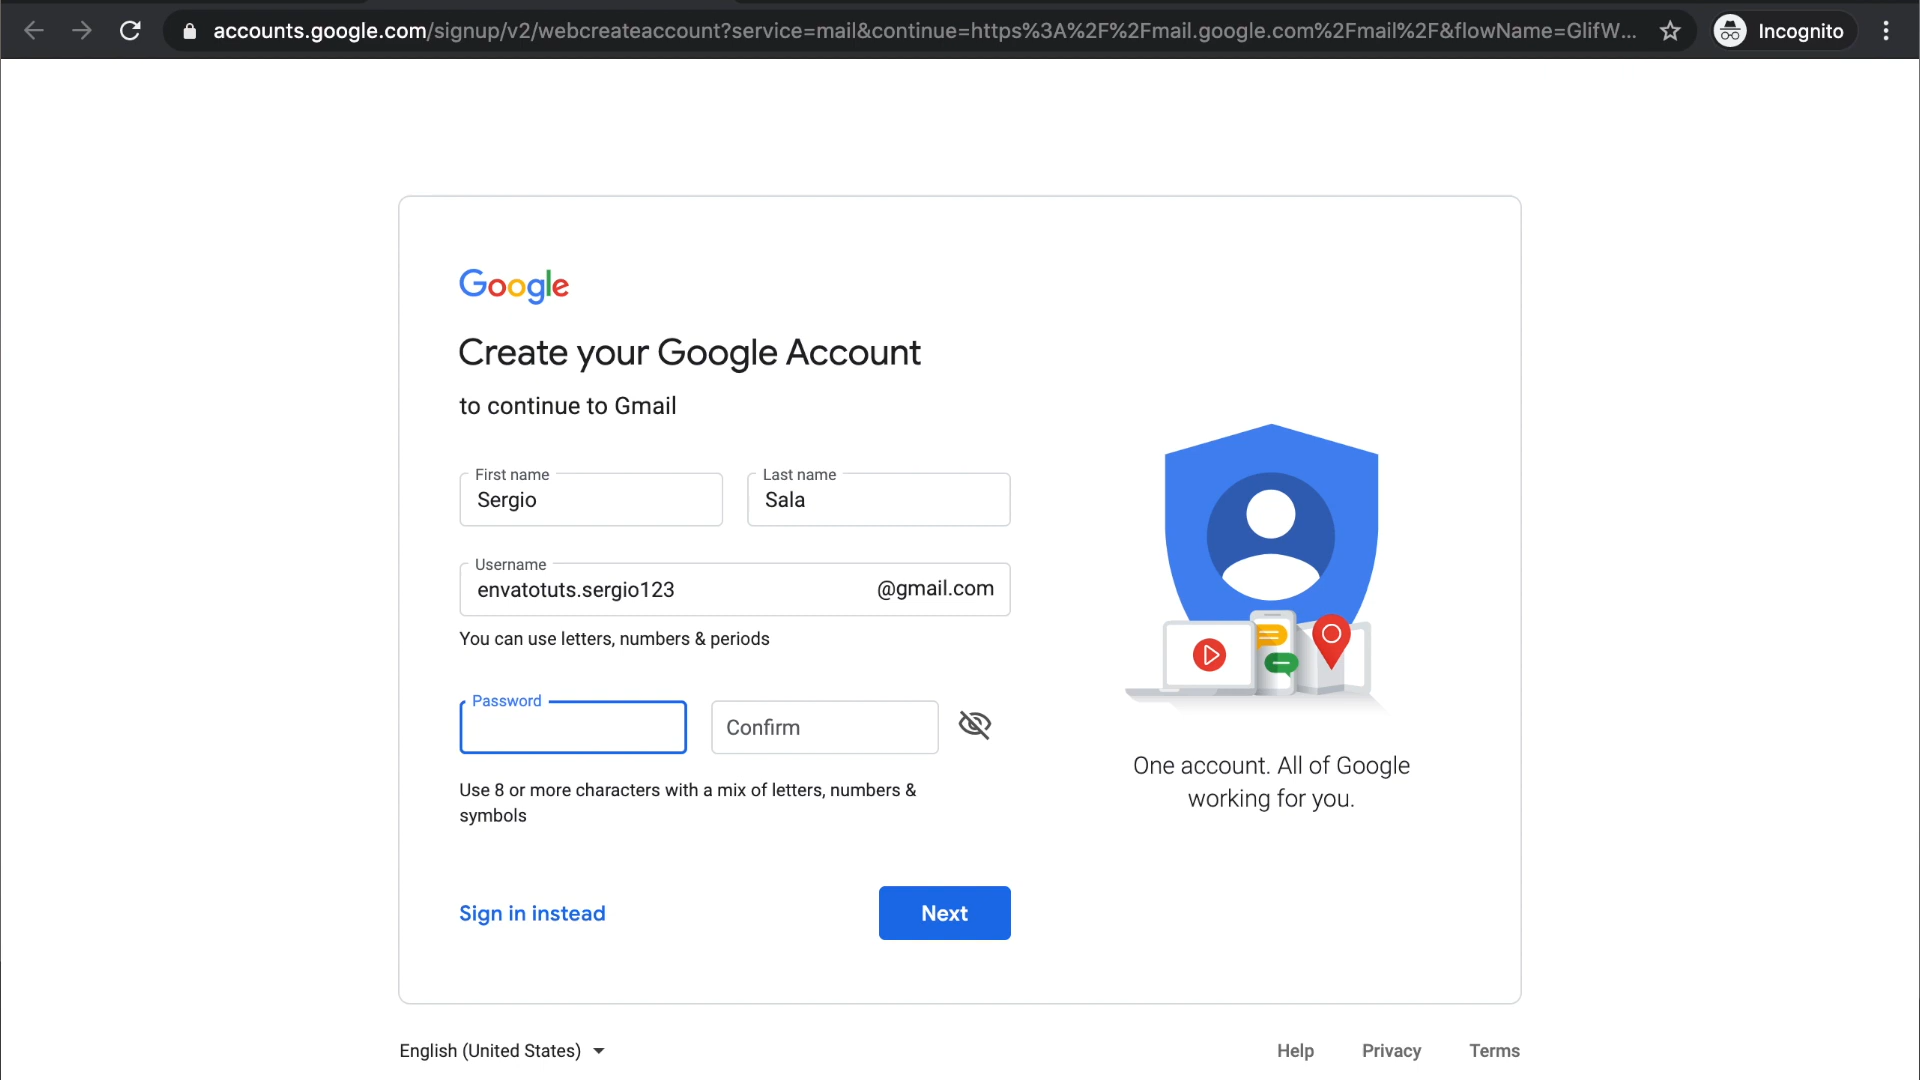 accounts.google.com/signup/v2/webcreateaccount?service=mail&continue=https%3A%2F%2Fmail.google.com%2Fmail%2F&flowName=GlifW...
Incognito
Google
Create your Google Account
to continue to Gmail
First name
Last name
Sergio
Sala
Username
envatotuts.sergio123
@gmail.com
You can use letters, numbers & periods
Password
Confirm
Use 8 or more characters with a mix of letters, numbers &
symbols
One account. All of Google
working for you.
Sign in instead
Next
English (United States)
Help
Privacy
Terms